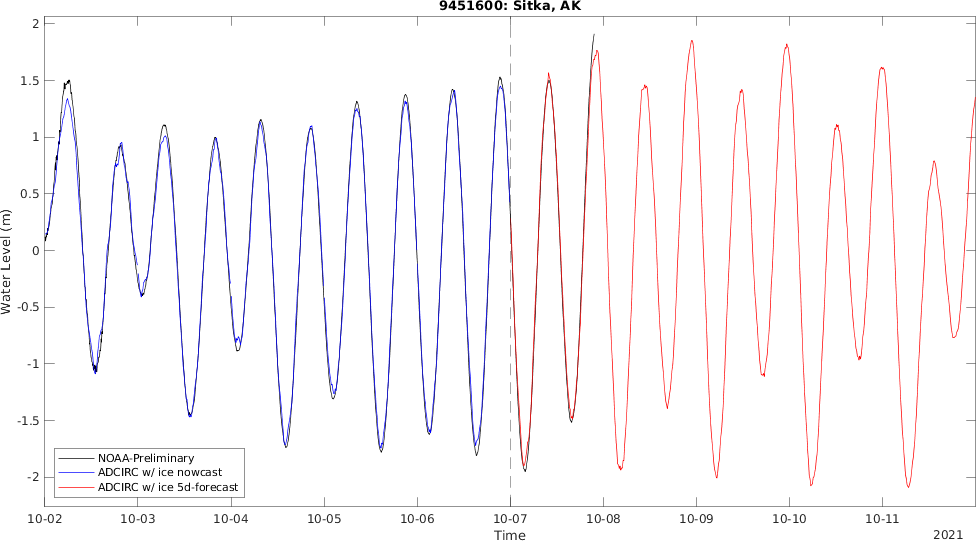 9451600: Sitka, AK
2
1.5
1
0.5
0
-0.5
-1
-1.5
-2
Water Level (m)
NOAA-Preliminary
ADCIRC w/ ice nowcast
ADCIRC w/ ice 5d-forecast
10-02 10-03 10-04 10-05 10-06 10-07 10-08 10-09 10-10 10-11
Time
2021